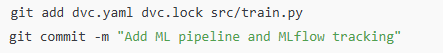 git add dvc.yaml dvc.lock src/train.py
git commit -m "Add ML pipeline and MLflow tracking"